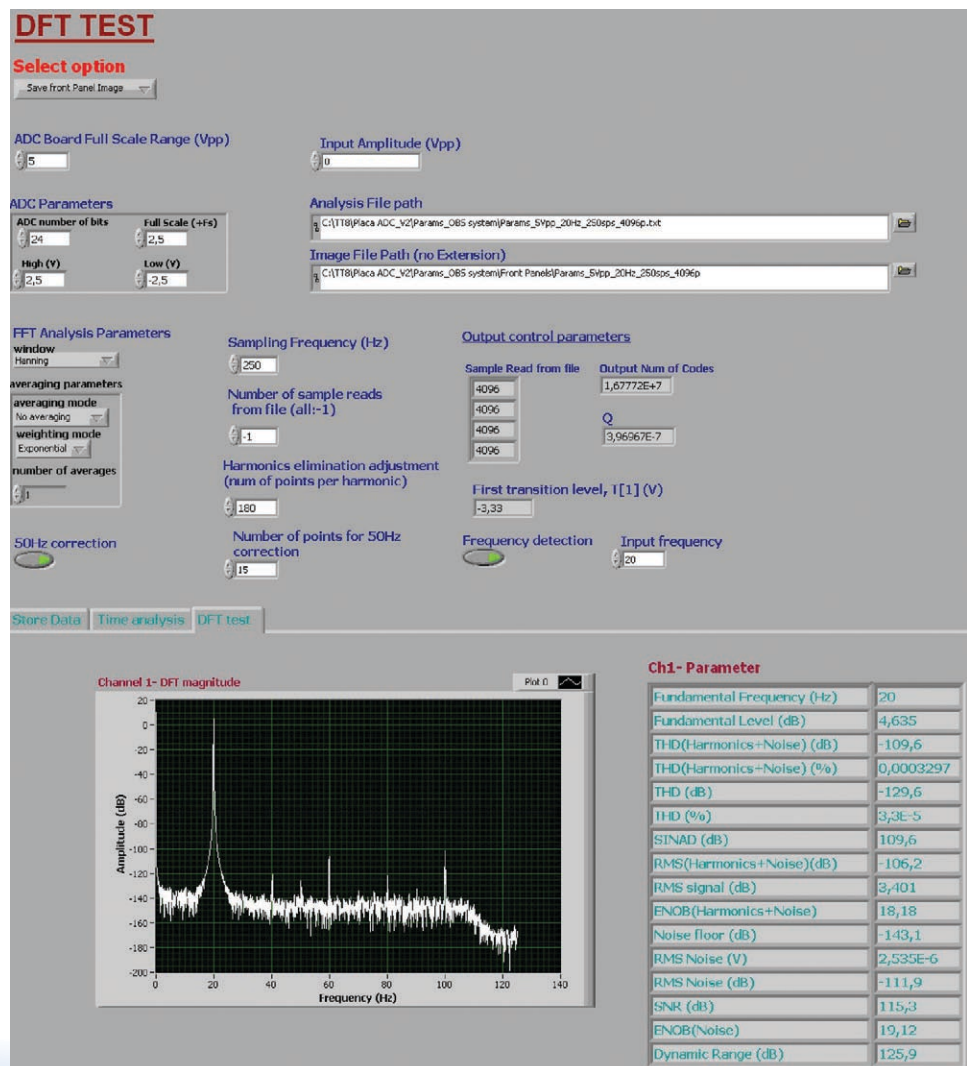 DFT TEST
Select option
Save front Panel Image
ADC Board Full Scale Range (Vpp)
5
Input Amplitude (Vpp)
0
ADC Parameters
ADC number of bits
24
Full Scale (+Fs)
2,5
High (V)
2,5
Low (V)
-2,5
Analysis File path
C:\TT8\Placa ADC_V2\Params_OBS system\Params_5Vpp_20Hz_250sps_4096p.txt
Image File Path (no Extension)
C:\TT8\Placa ADC_V2\Params_OBS system\Front Panels\Params_5Vpp_20Hz_250sps_4096p
FFT Analysis Parameters
window
Hanning
averaging parameters
averaging mode
No averaging
weighting mode
Exponential
number of averages
1
50Hz correction
Sampling Frequency (Hz)
250
Number of sample reads
from file (all:-1)
-1
Harmonics elimination adjustment
(num of points per harmonic)
180
Number of points for 50Hz
correction
15
Output control parameters
Sample Read from file
4096
4096
4096
4096
Output Num of Codes
1,67772E+7
Q
3,96967E-7
First transition level, T[1] (V)
-3,33
Frequency detection
Input frequency
20
Store Data
Time analysis
DFT test
Channel 1- DFT magnitude
Plot 0
Amplitude (dB)
20
0
-20
-40
-60
-80
-100
-120
-140
-160
-180
-200
0 20 40 60 80 100 120 140
Frequency (Hz)
Ch1- Parameter
Fundamental Frequency (Hz) 20
Fundamental Level (dB) 4,635
THD(Harmonics+Noise) (dB) -109,6
THD(Harmonics+Noise) (%) 0,0003297
THD (dB) -129,6
THD (%) 3,3E-5
SINAD (dB) 109,6
RMS(Harmonics+Noise)(dB) -106,2
RMS signal (dB) 3,401
ENOB(Harmonics+Noise) 18,18
Noise floor (dB) -143,1
RMS Noise (V) 2,535E-6
RMS Noise (dB) -111,9
SNR (dB) 115,3
ENOB(Noise) 19,12
Dynamic Range (dB) 125,9